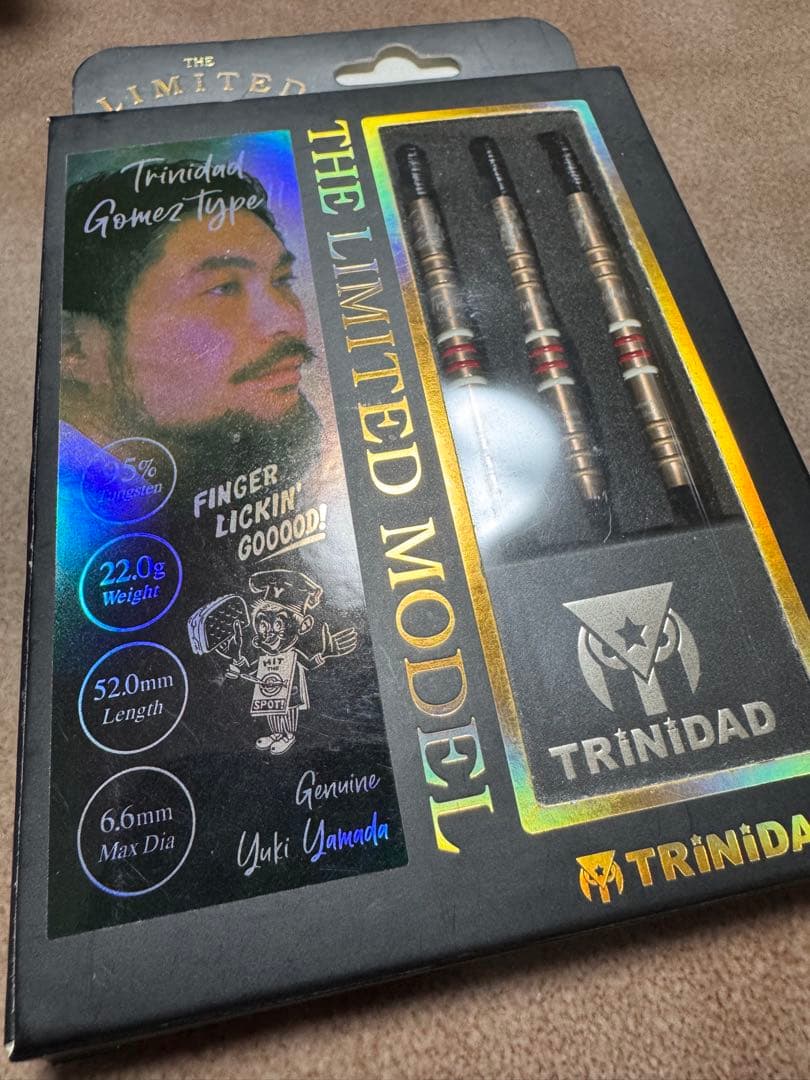 THE
LIMITED
Trinidad
Gomez Type
95%
Tungsten
22.0g
Weight
52.0mm
Length
6.6mm
Max Dia
FINGER
LICKIN'
GOOOOD!
Y
HIT
THE
SPOT!
Genuine
Yuki Yamada
THE LIMITED MODEL
TRiNiDAD
TRiNiDA